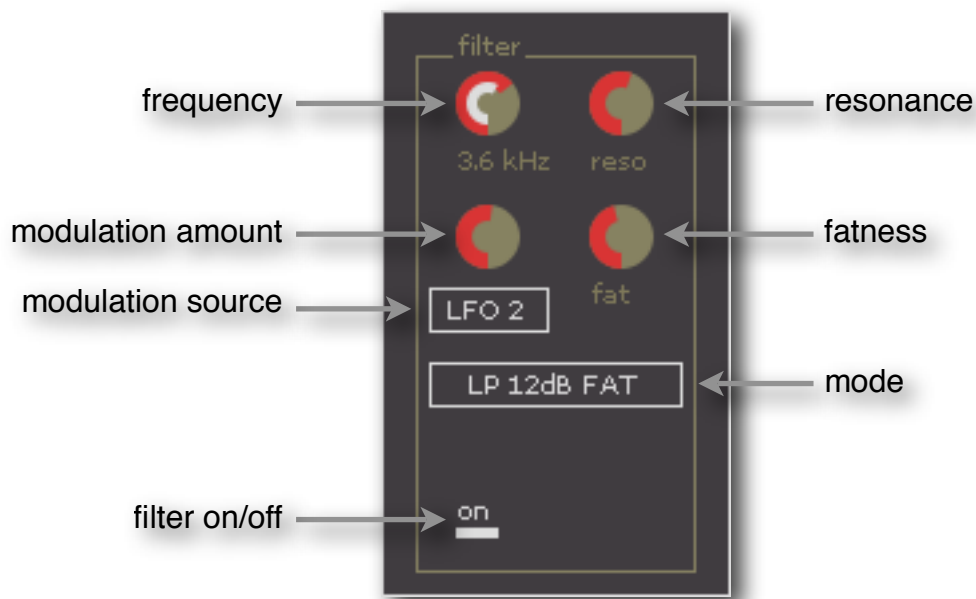 filter
frequency
resonance
3.6 kHz
reso
modulation amount
fatness
modulation source
fat
LFO 2
LP 12dB FAT
mode
filter on/off
on